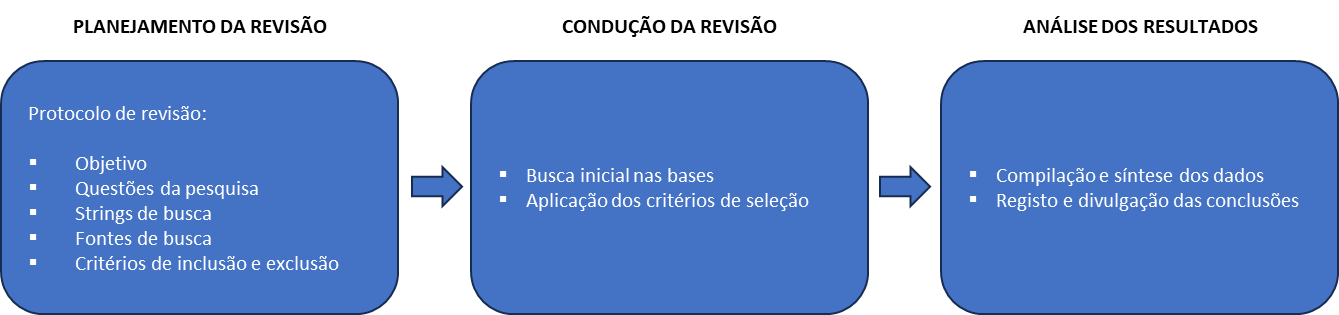 PLANEJAMENTO DA REVISÃO
CONDUÇÃO DA REVISÃO
ANÁLISE DOS RESULTADOS
Protocolo de revisão:
▪ Objetivo
▪ Questões da pesquisa
▪ Strings de busca
▪ Fontes de busca
▪ Critérios de inclusão e exclusão
▪ Busca inicial nas bases
▪ Aplicação dos critérios de seleção
▪ Compilação e síntese dos dados
▪ Registo e divulgação das conclusões